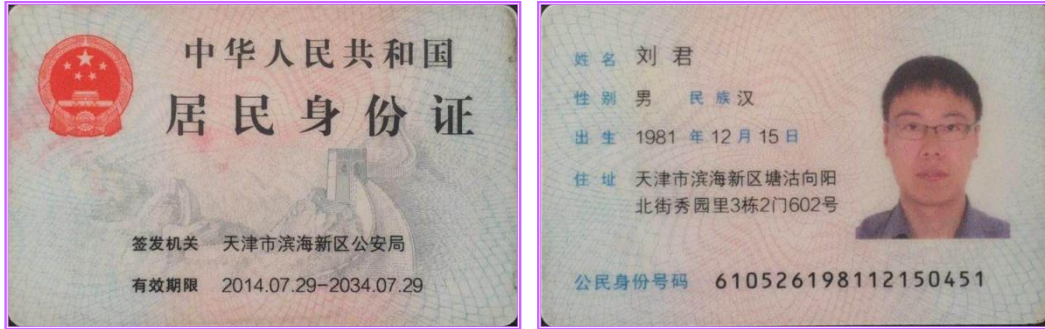 中华人民共和国
居民身份证
签发机关 天津市滨海新区公安局
有效期限 2014.07.29-2034.07.29
姓名 刘君
性别 男 民族 汉
出生 1981 年 12 月 15 日
住址 天津市滨海新区塘沽向阳
北街秀园里3栋2门602号
公民身份号码 610526198112150451